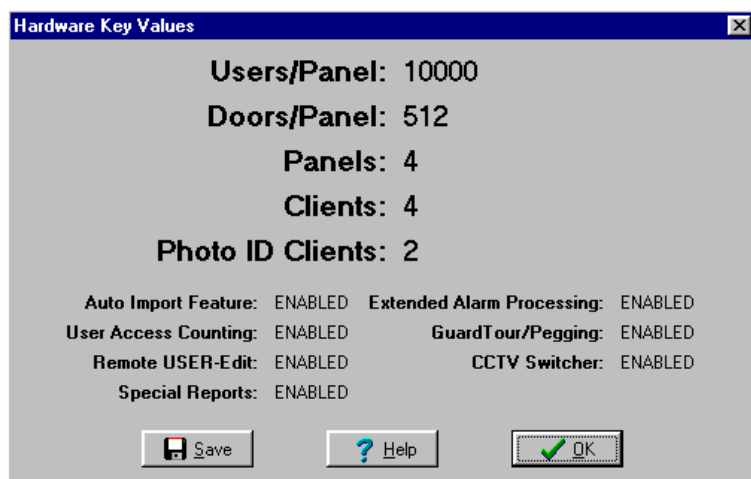 Hardware Key Values
Users/Panel: 10000
Doors/Panel: 512
Panels: 4
Clients: 4
Photo ID Clients: 2
Auto Import Feature: ENABLED Extended Alarm Processing: ENABLED
User Access Counting: ENABLED GuardTour/Pegging: ENABLED
Remote USER-Edit: ENABLED CCTV Switcher: ENABLED
Special Reports: ENABLED
Save ? Help OK